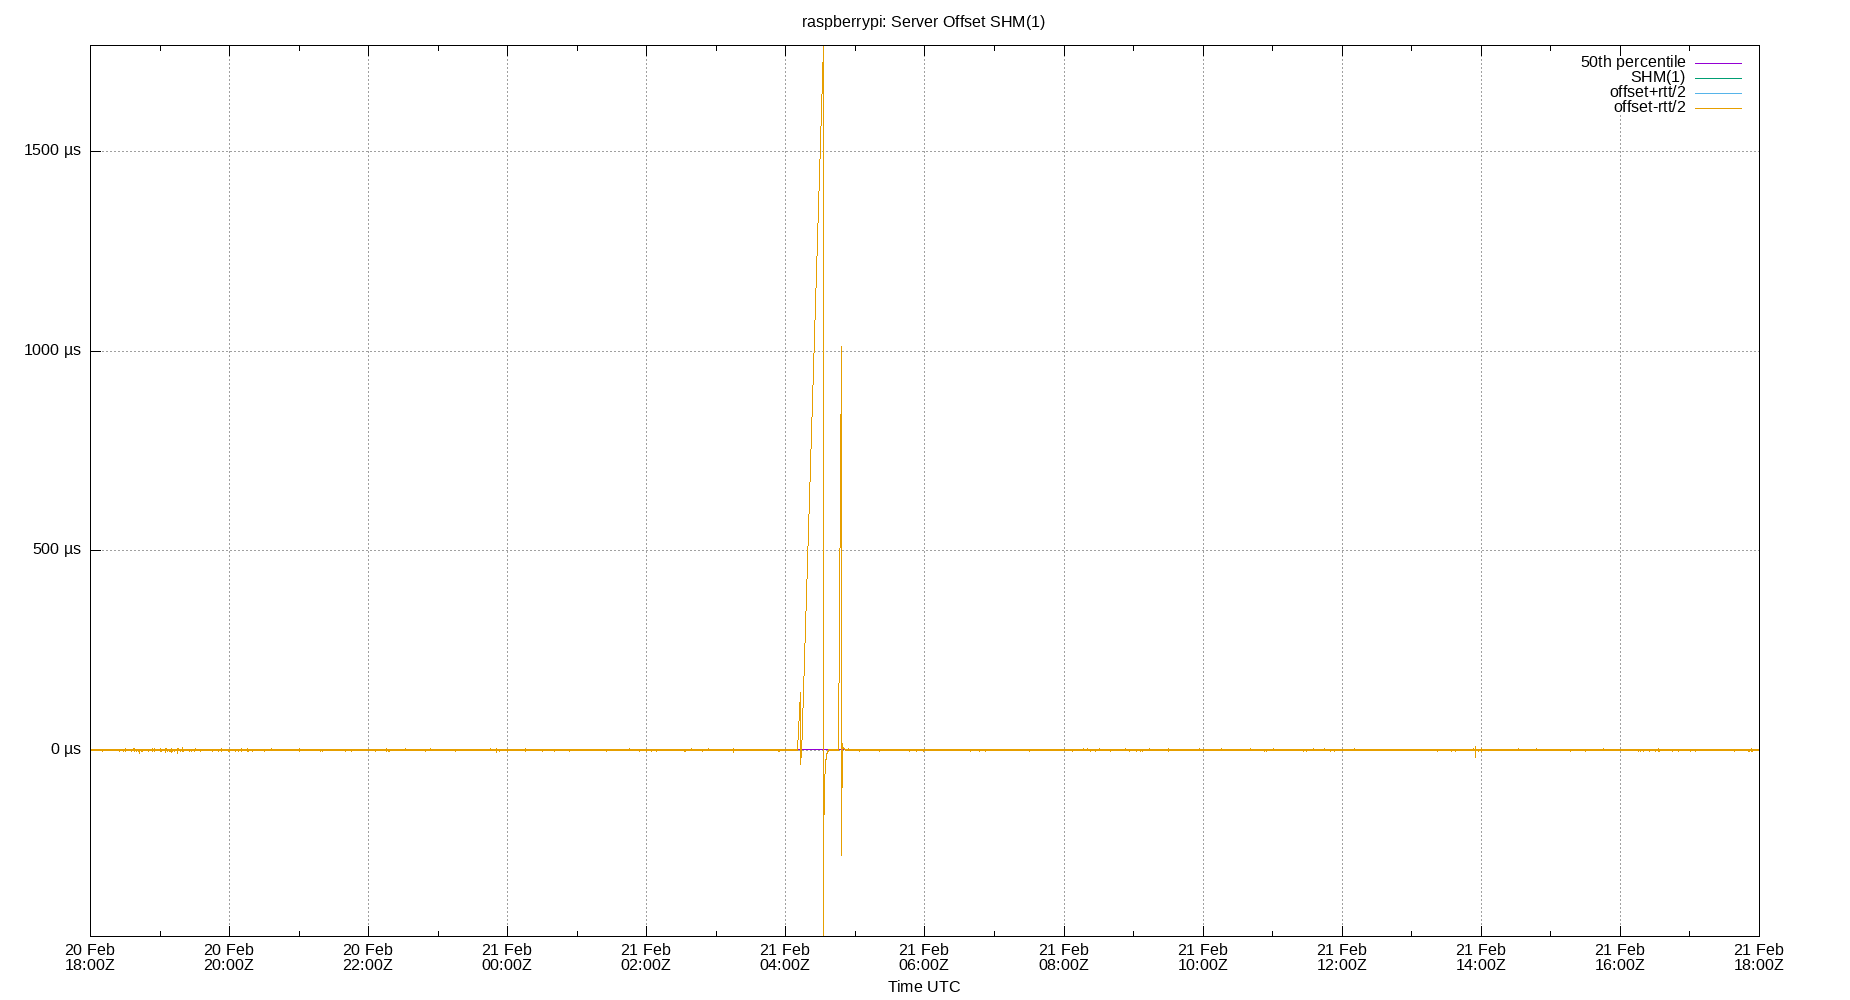 raspberrypi: Server Offset SHM(1)
50th percentile
SHM(1)
offset+rtt/2
offset-rtt/2
1500 µs
1000 µs
500 µs
0 µs
20 Feb 20 Feb 20 Feb 21 Feb 21 Feb 21 Feb 21 Feb 21 Feb 21 Feb 21 Feb 21 Feb 21 Feb 21 Feb
18:00Z 20:00Z 22:00Z 00:00Z 02:00Z 04:00Z 06:00Z 08:00Z 10:00Z 12:00Z 14:00Z 16:00Z 18:00Z
Time UTC